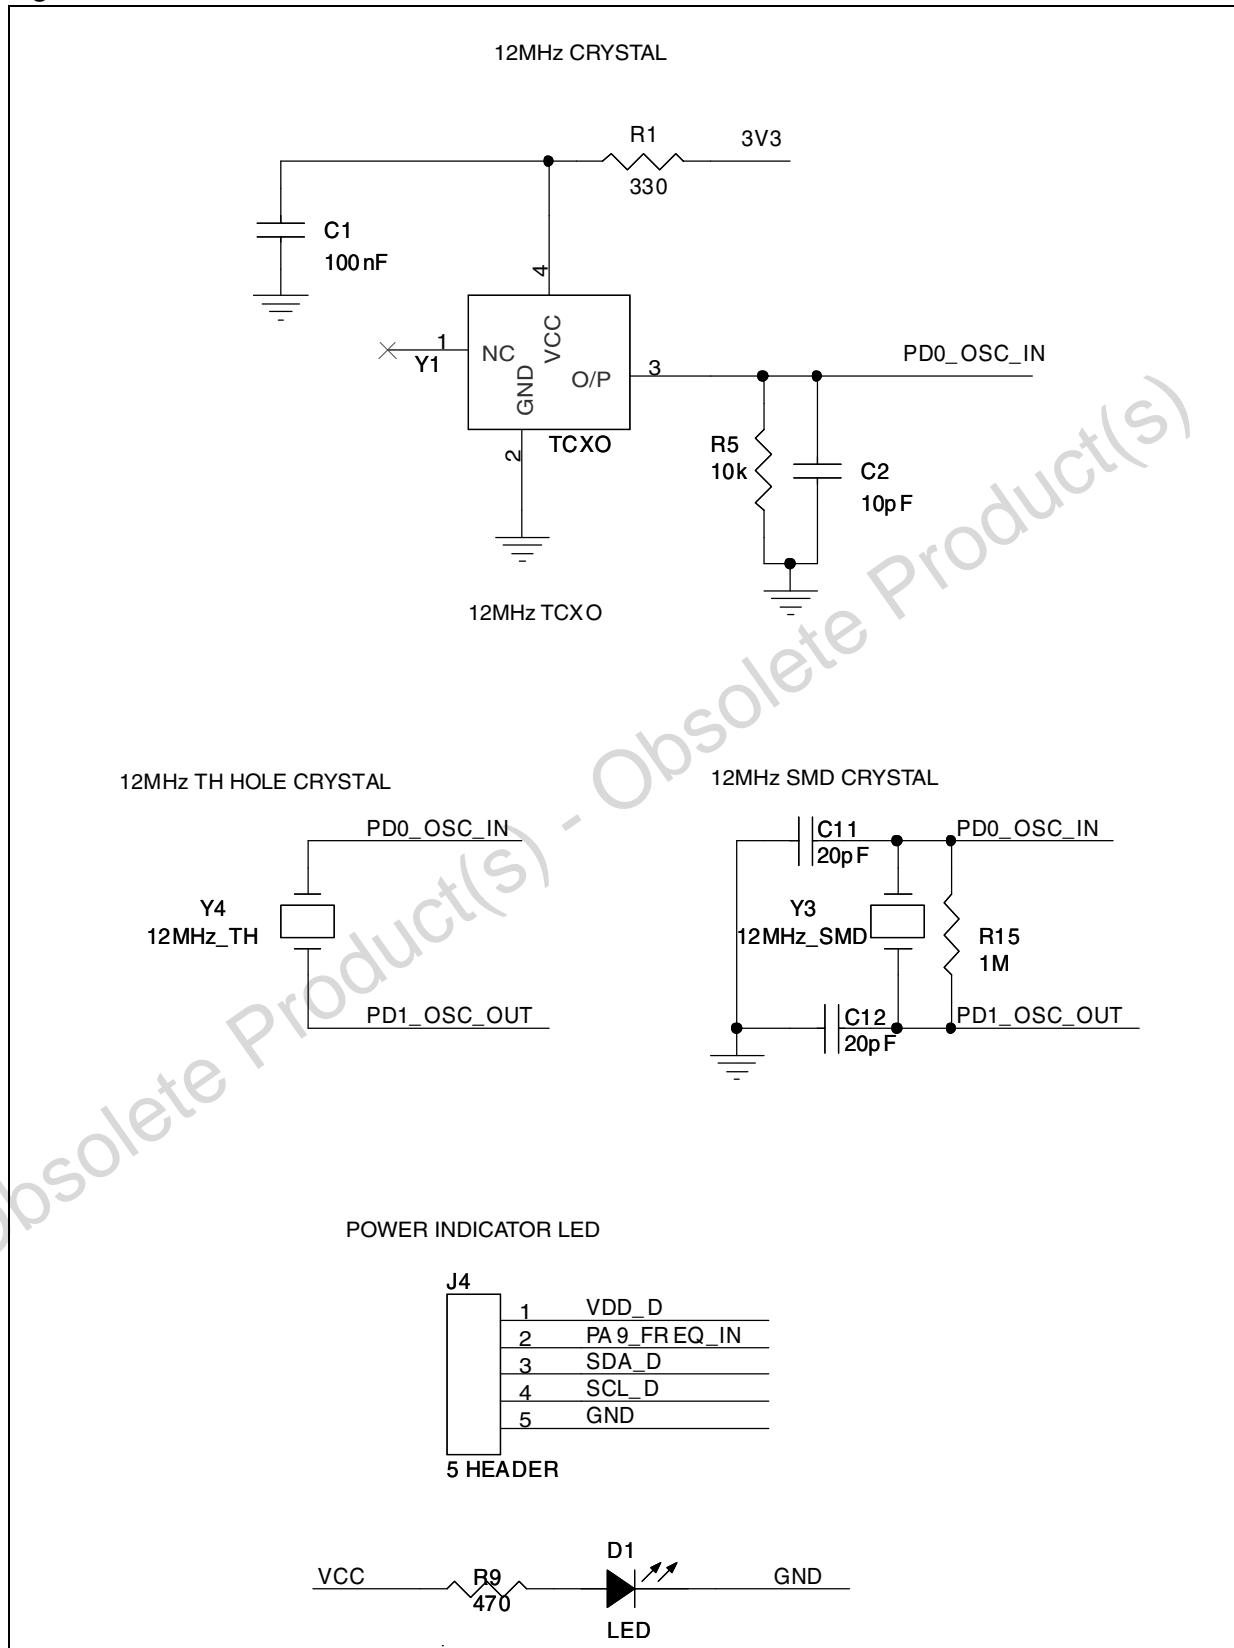 12MHz CRYSTAL
R1
3V3
330
C1
100nF
4
1
Y1
NC
VCC
GND
O/P
3
PD0_OSC_IN
TCXO
2
R5
10k
C2
10pF
12MHz TCXO
Obsolete Product(s) - Obsolete Product(s)
12MHz TH HOLE CRYSTAL
PD0_OSC_IN
Y4
12MHz_TH
PD1_OSC_OUT
12MHz SMD CRYSTAL
C11
20pF
PD0_OSC_IN
Y3
12MHz_SMD
R15
1M
C12
20pF
PD1_OSC_OUT
POWER INDICATOR LED
J4
1 VDD_D
2 PA9_FREQ_IN
3 SDA_D
4 SCL_D
5 GND
5 HEADER
VCC
R9
470
D1
LED
GND